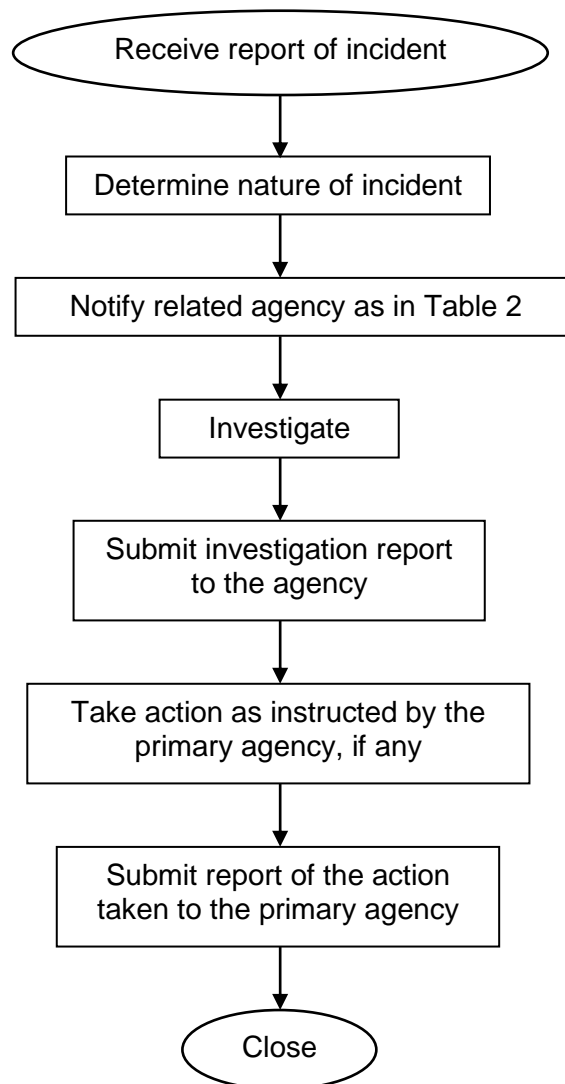 Receive report of incident
Determine nature of incident
Notify related agency as in Table 2
Investigate
Submit investigation report
to the agency
Take action as instructed by the
primary agency, if any
Submit report of the action
taken to the primary agency
Close